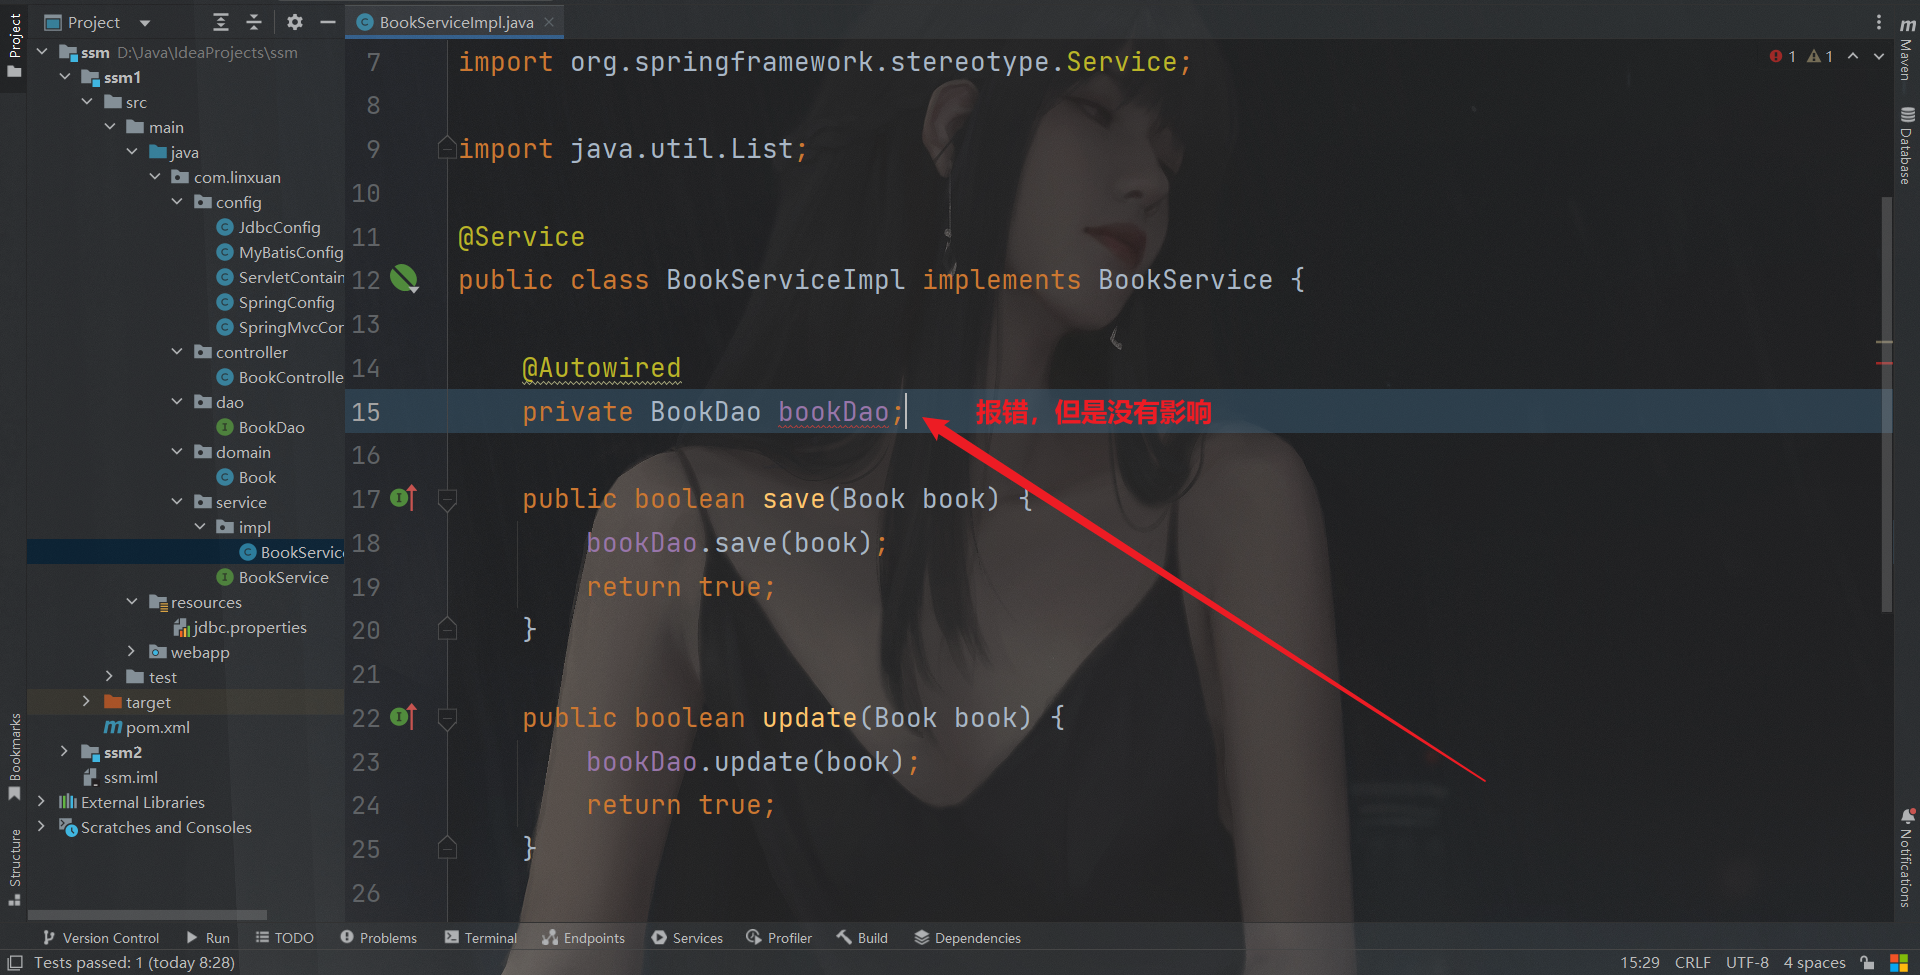 Project
BookServiceImpl.java
Project
ssm D:\Java\IdeaProjects\ssm
ssm1
src
main
java
com.linxuan
config
JdbcConfig
MyBatisConfig
ServletContain
SpringConfig
SpringMvcCon
controller
BookControlle
dao
BookDao
domain
Book
service
impl
BookService
BookService
resources
jdbc.properties
webapp
test
target
pom.xml
ssm2
ssm.iml
External Libraries
Scratches and Consoles
Bookmarks
Structure
7 import org.springframework.stereotype.Service;
8
9 import java.util.List;
10
11 @Service
12 public class BookServiceImpl implements BookService {
13
14 @Autowired
15 private BookDao bookDao; 报错，但是没有影响
16
17 public boolean save(Book book) {
18 bookDao.save(book);
19 return true;
20 }
21
22 public boolean update(Book book) {
23 bookDao.update(book);
24 return true;
25 }
26
1 1
Maven
Database
Notifications
Version Control Run TODO Problems Terminal Endpoints Services Profiler Build Dependencies
Tests passed: 1 (today 8:28) 15:29 CRLF UTF-8 4 spaces